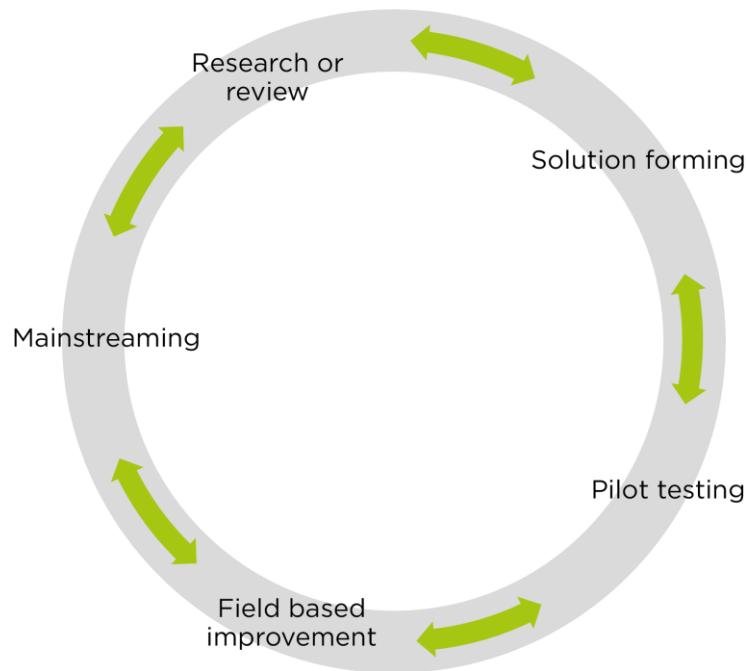 Research or
review
Solution forming
Pilot testing
Field based
improvement
Mainstreaming